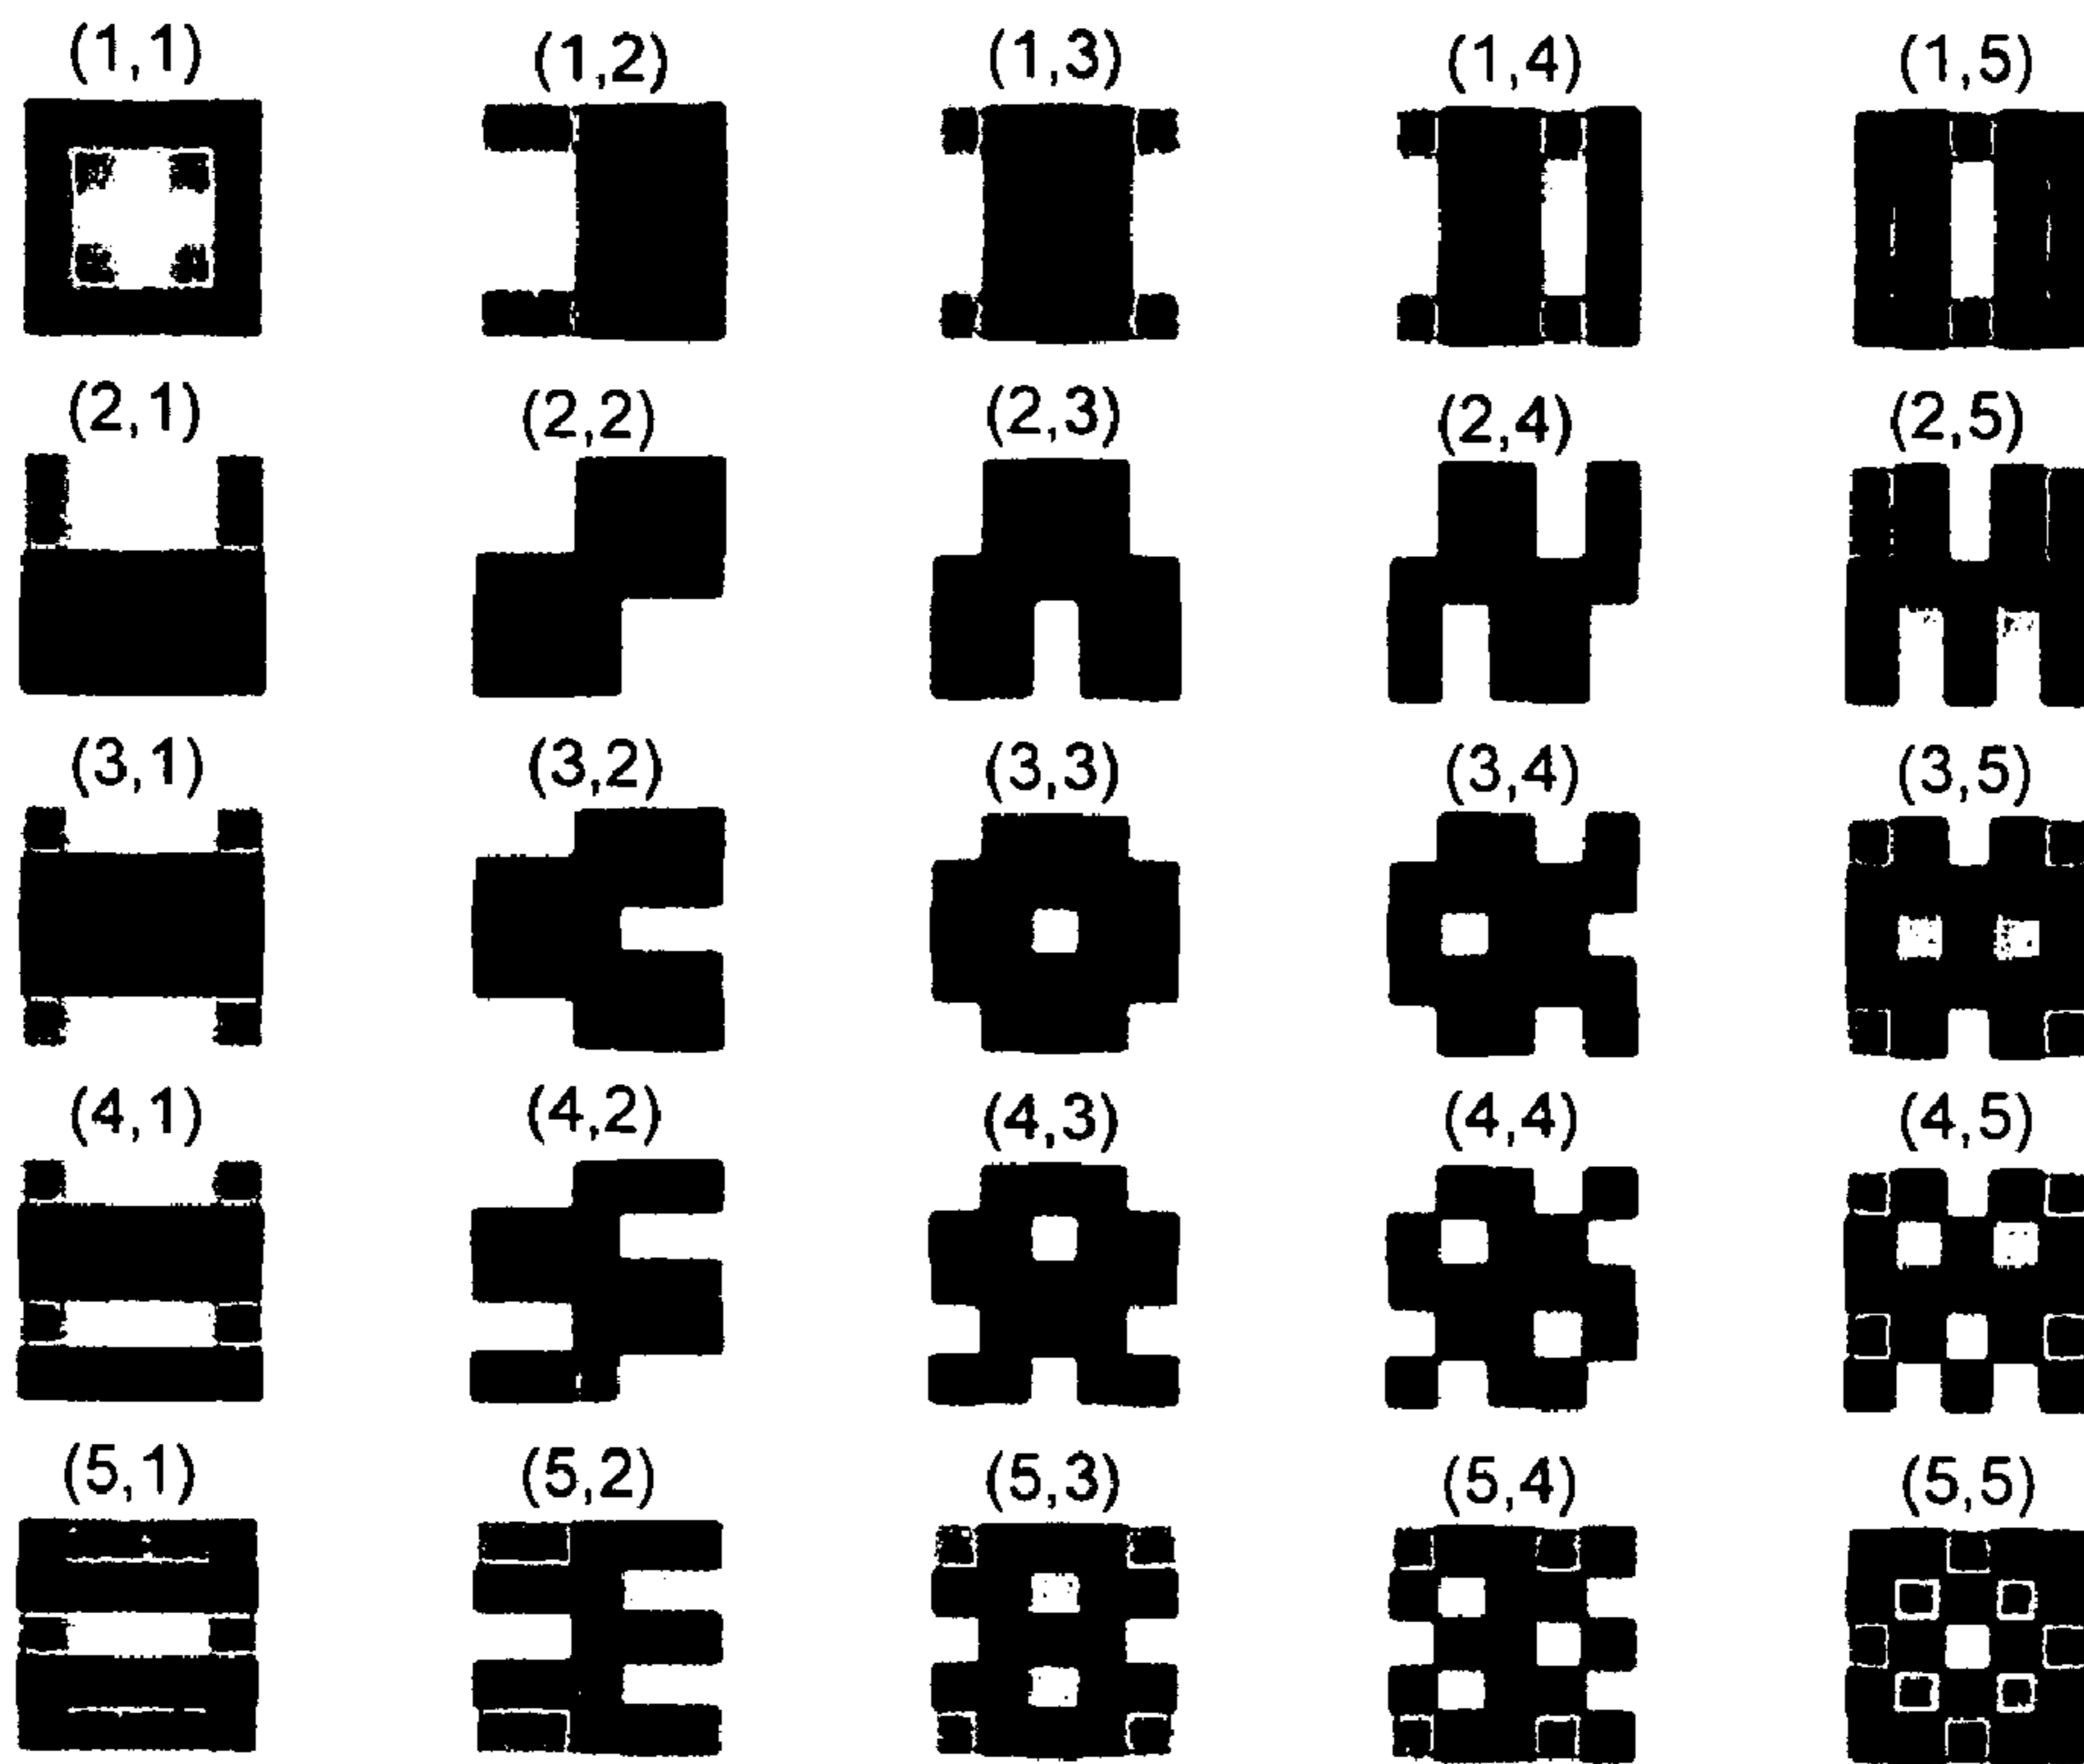 (1,1) (1,2) (1,3) (1,4) (1,5)
(2,1) (2,2) (2,3) (2,4) (2,5)
(3,1) (3,2) (3,3) (3,4) (3,5)
(4,1) (4,2) (4,3) (4,4) (4,5)
(5,1) (5,2) (5,3) (5,4) (5,5)